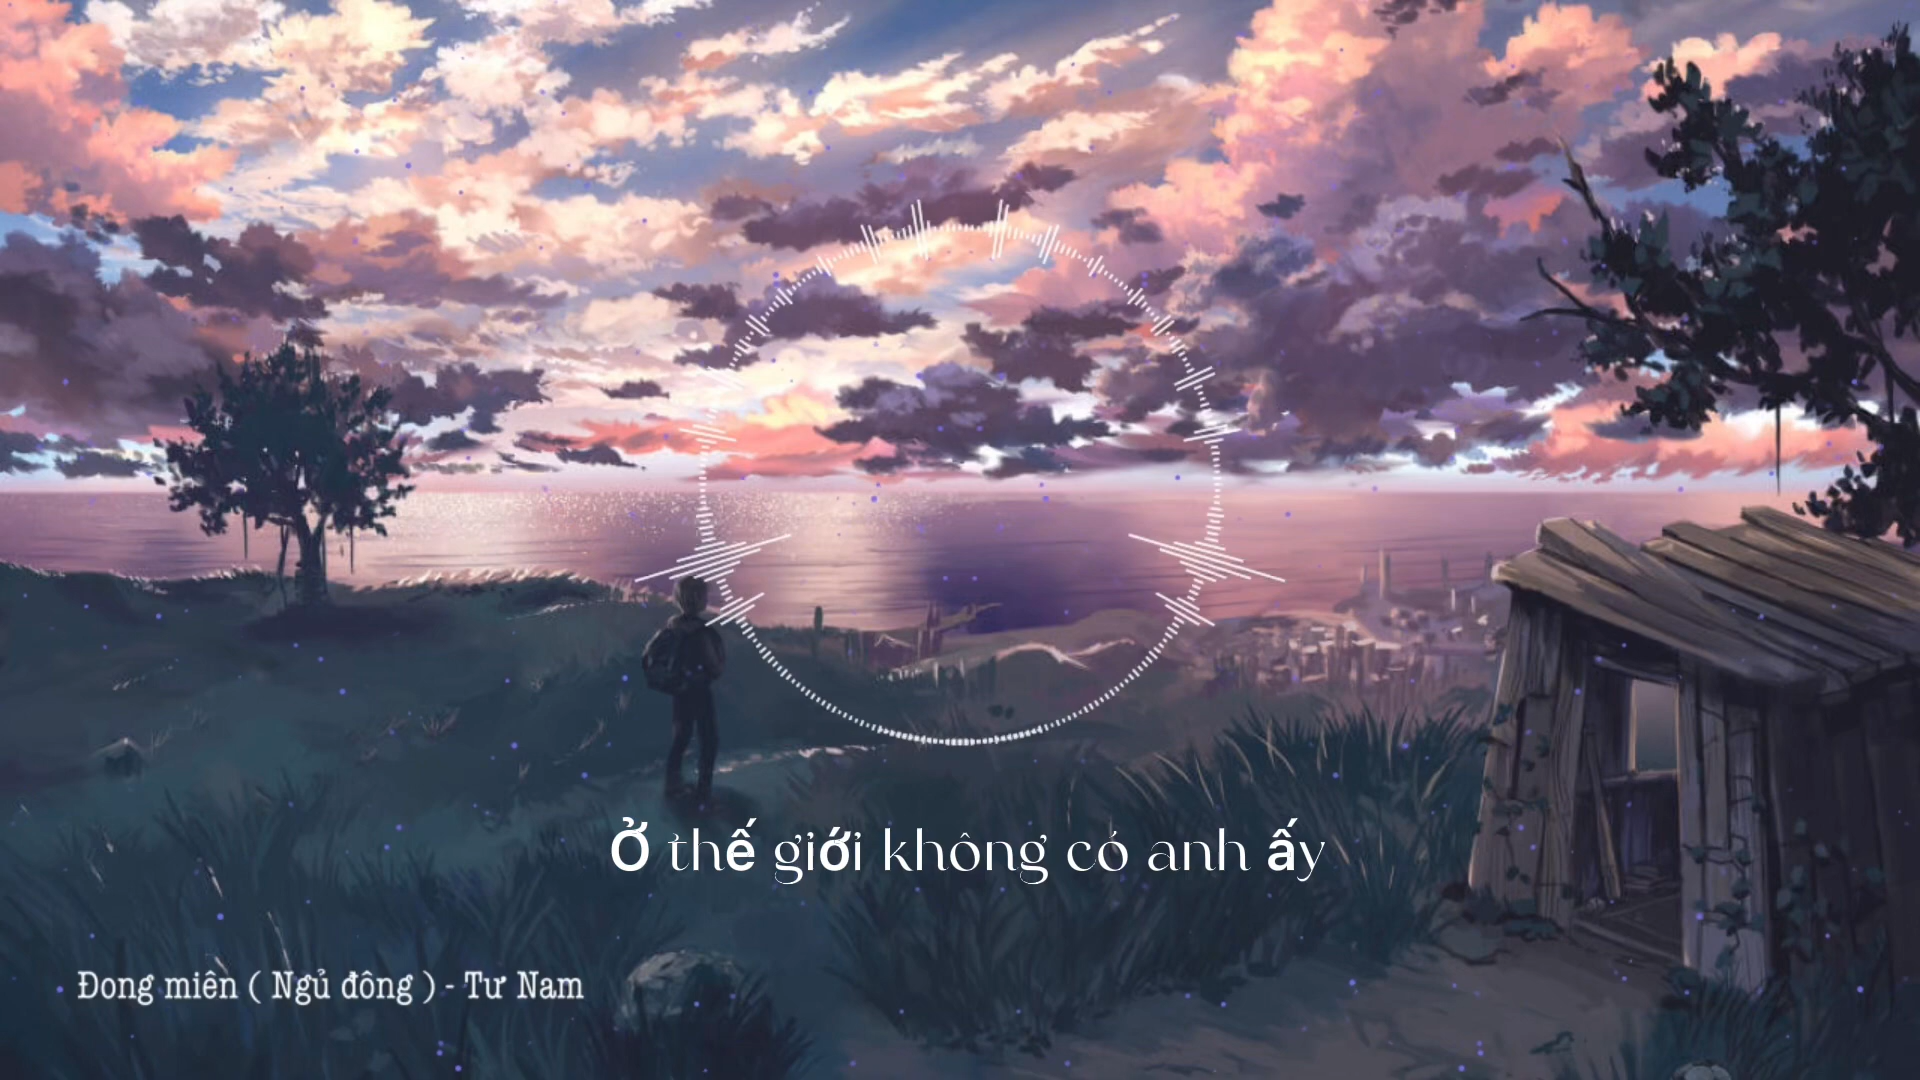 Ở thế giới không có anh ấy
Đong miên ( Ngủ đông ) - Tư Nam